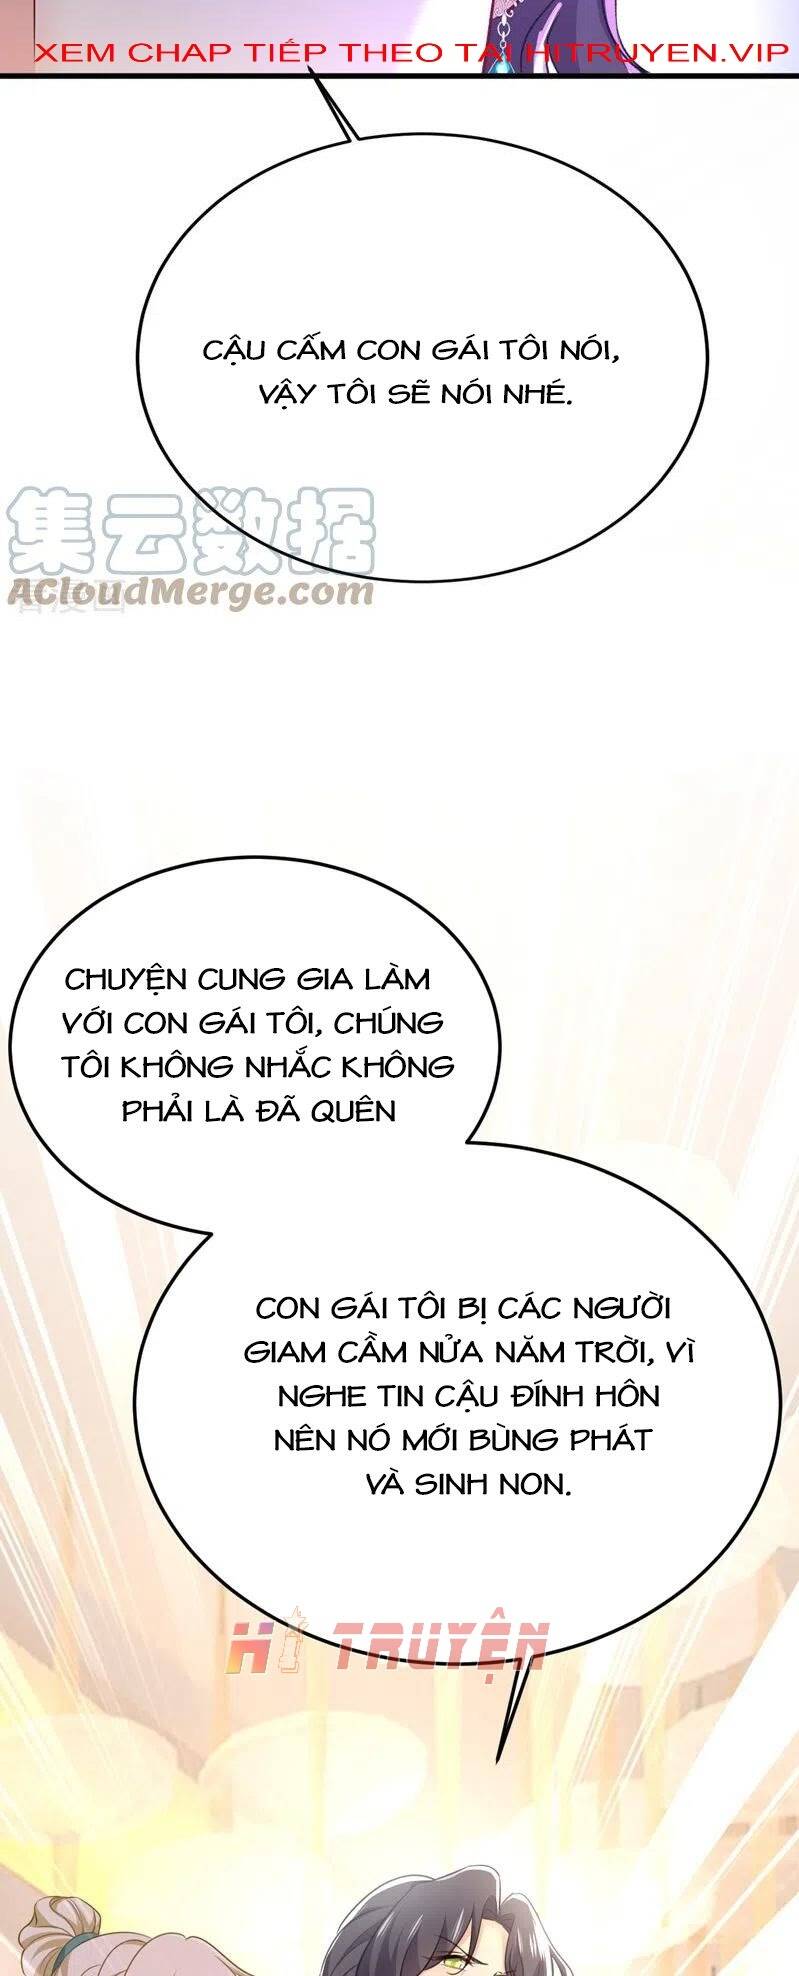 XEM CHAP TIẾP THEO TẠI HITRUYEN.VIP
CẬU CẤM CON GÁI TÔI NÓI,
VẬY TÔI SẼ NÓI NHÉ.
集云数据
ACloudMerge.com
CHUYỆN CUNG GIA LÀM
VỚI CON GÁI TÔI, CHÚNG
TÔI KHÔNG NHẮC KHÔNG
PHẢI LÀ ĐÃ QUÊN
CON GÁI TÔI BỊ CÁC NGƯỜI
GIAM CẦM NỬA NĂM TRỜI, VÌ
NGHE TIN CẬU ĐÍNH HÔN
NÊN NÓ MỚI BÙNG PHÁT
VÀ SINH NON.
HI TRUYỆN